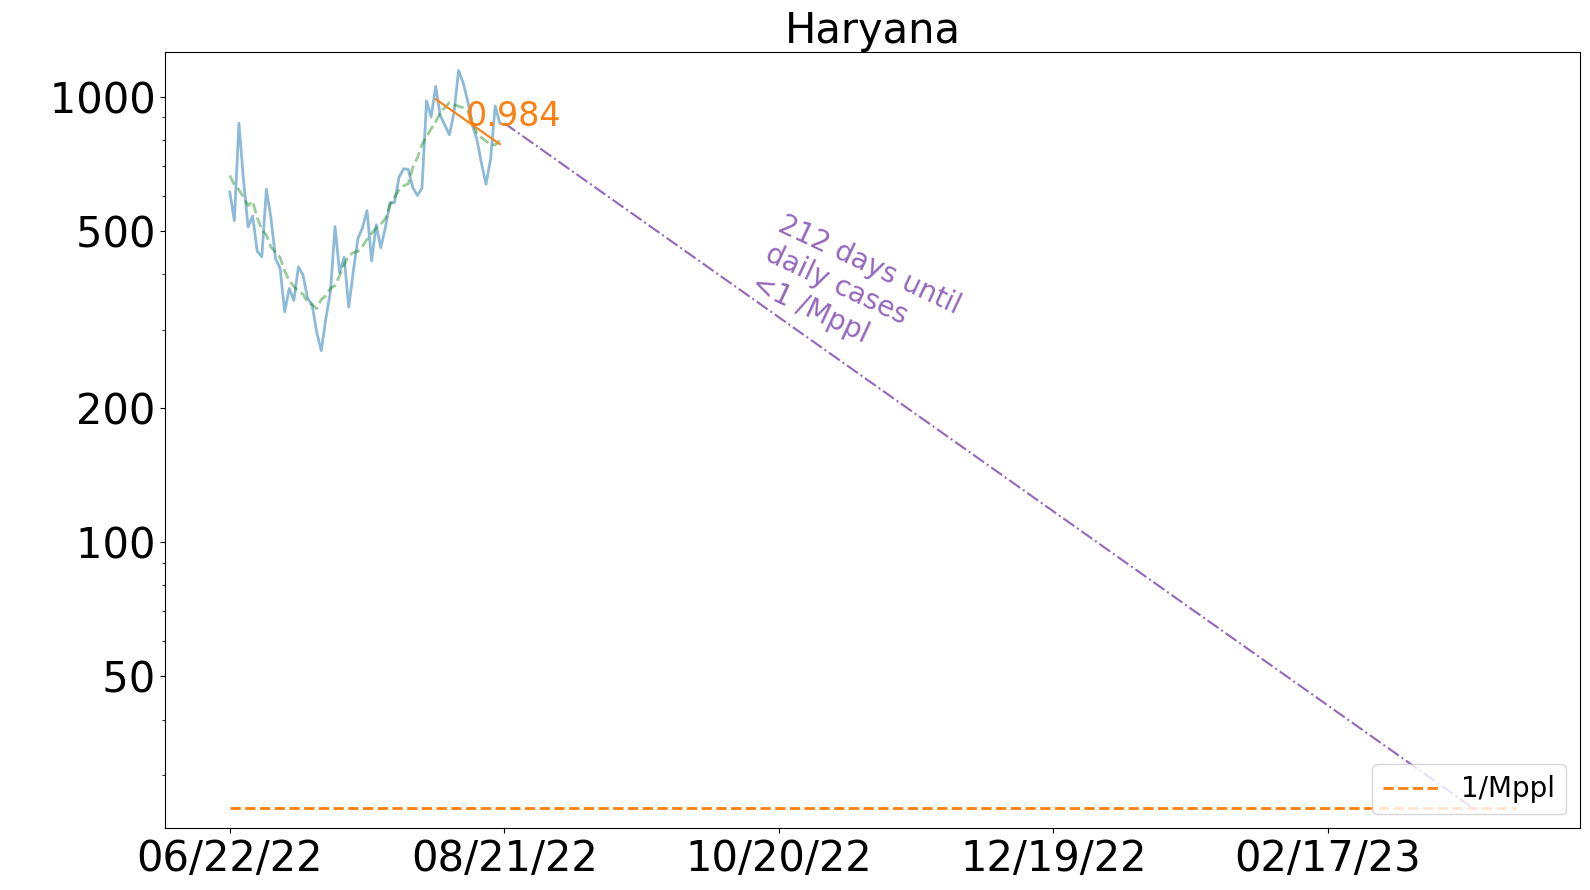 Haryana
1000
500
200
100
50
0.984
212 days until
daily cases
<1 /Mppl
1/Mppl
06/22/22
08/21/22
10/20/22
12/19/22
02/17/23